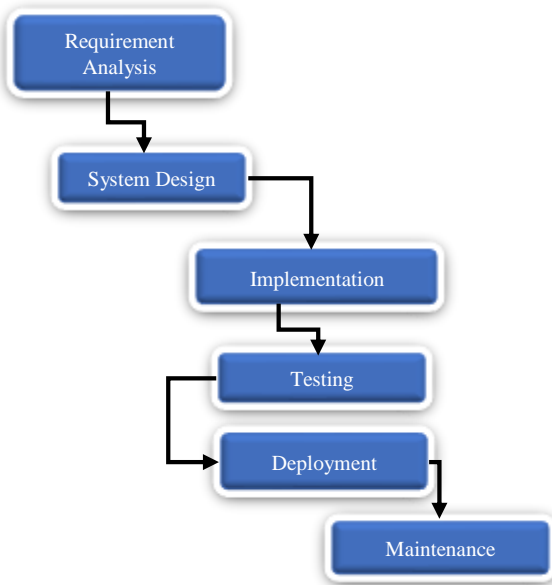 Requirement
Analysis
System Design
Implementation
Testing
Deployment
Maintenance